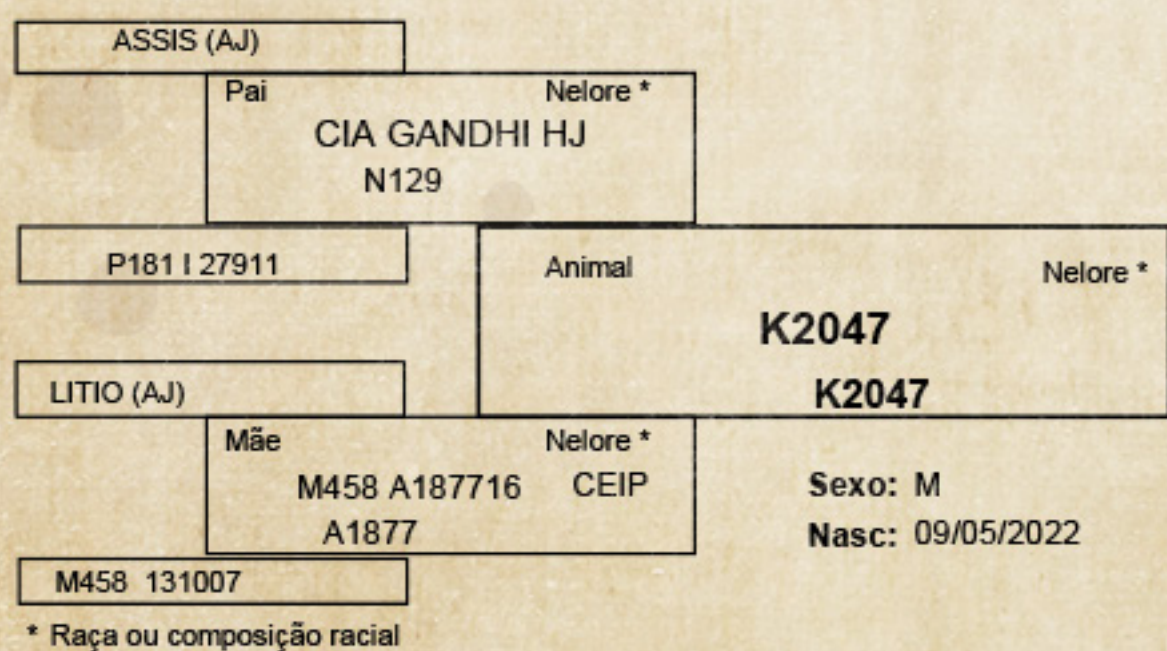 ASSIS (AJ)
Pai Nelore *
CIA GANDHI HJ
N129
P181 I 27911
Animal Nelore *
K2047
K2047
LITIO (AJ)
Mãe Nelore *
M458 A187716 CEIP
A1877
Sexo: M
Nasc: 09/05/2022
M458 131007
* Raça ou composição racial